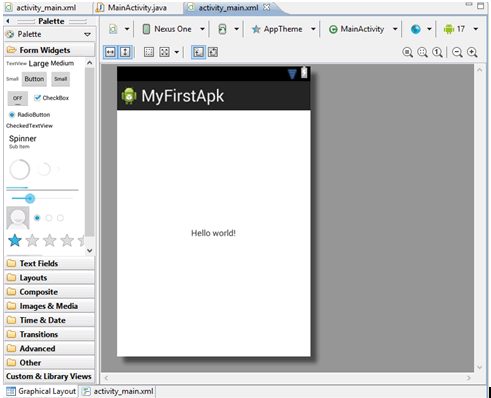 activity_main.xml MainActivity.java activity_main.xml
Palette
Palette Nexus One AppTheme MainActivity 17
Form Widgets
TextView Large Medium
Small Button Small
OFF CheckBox
RadioButton
CheckedTextView
Spinner
Sub Item
MyFirstApk
Hello world!
Text Fields
Layouts
Composite
Images & Media
Time & Date
Transitions
Advanced
Other
Custom & Library Views
Graphical Layout activity_main.xml